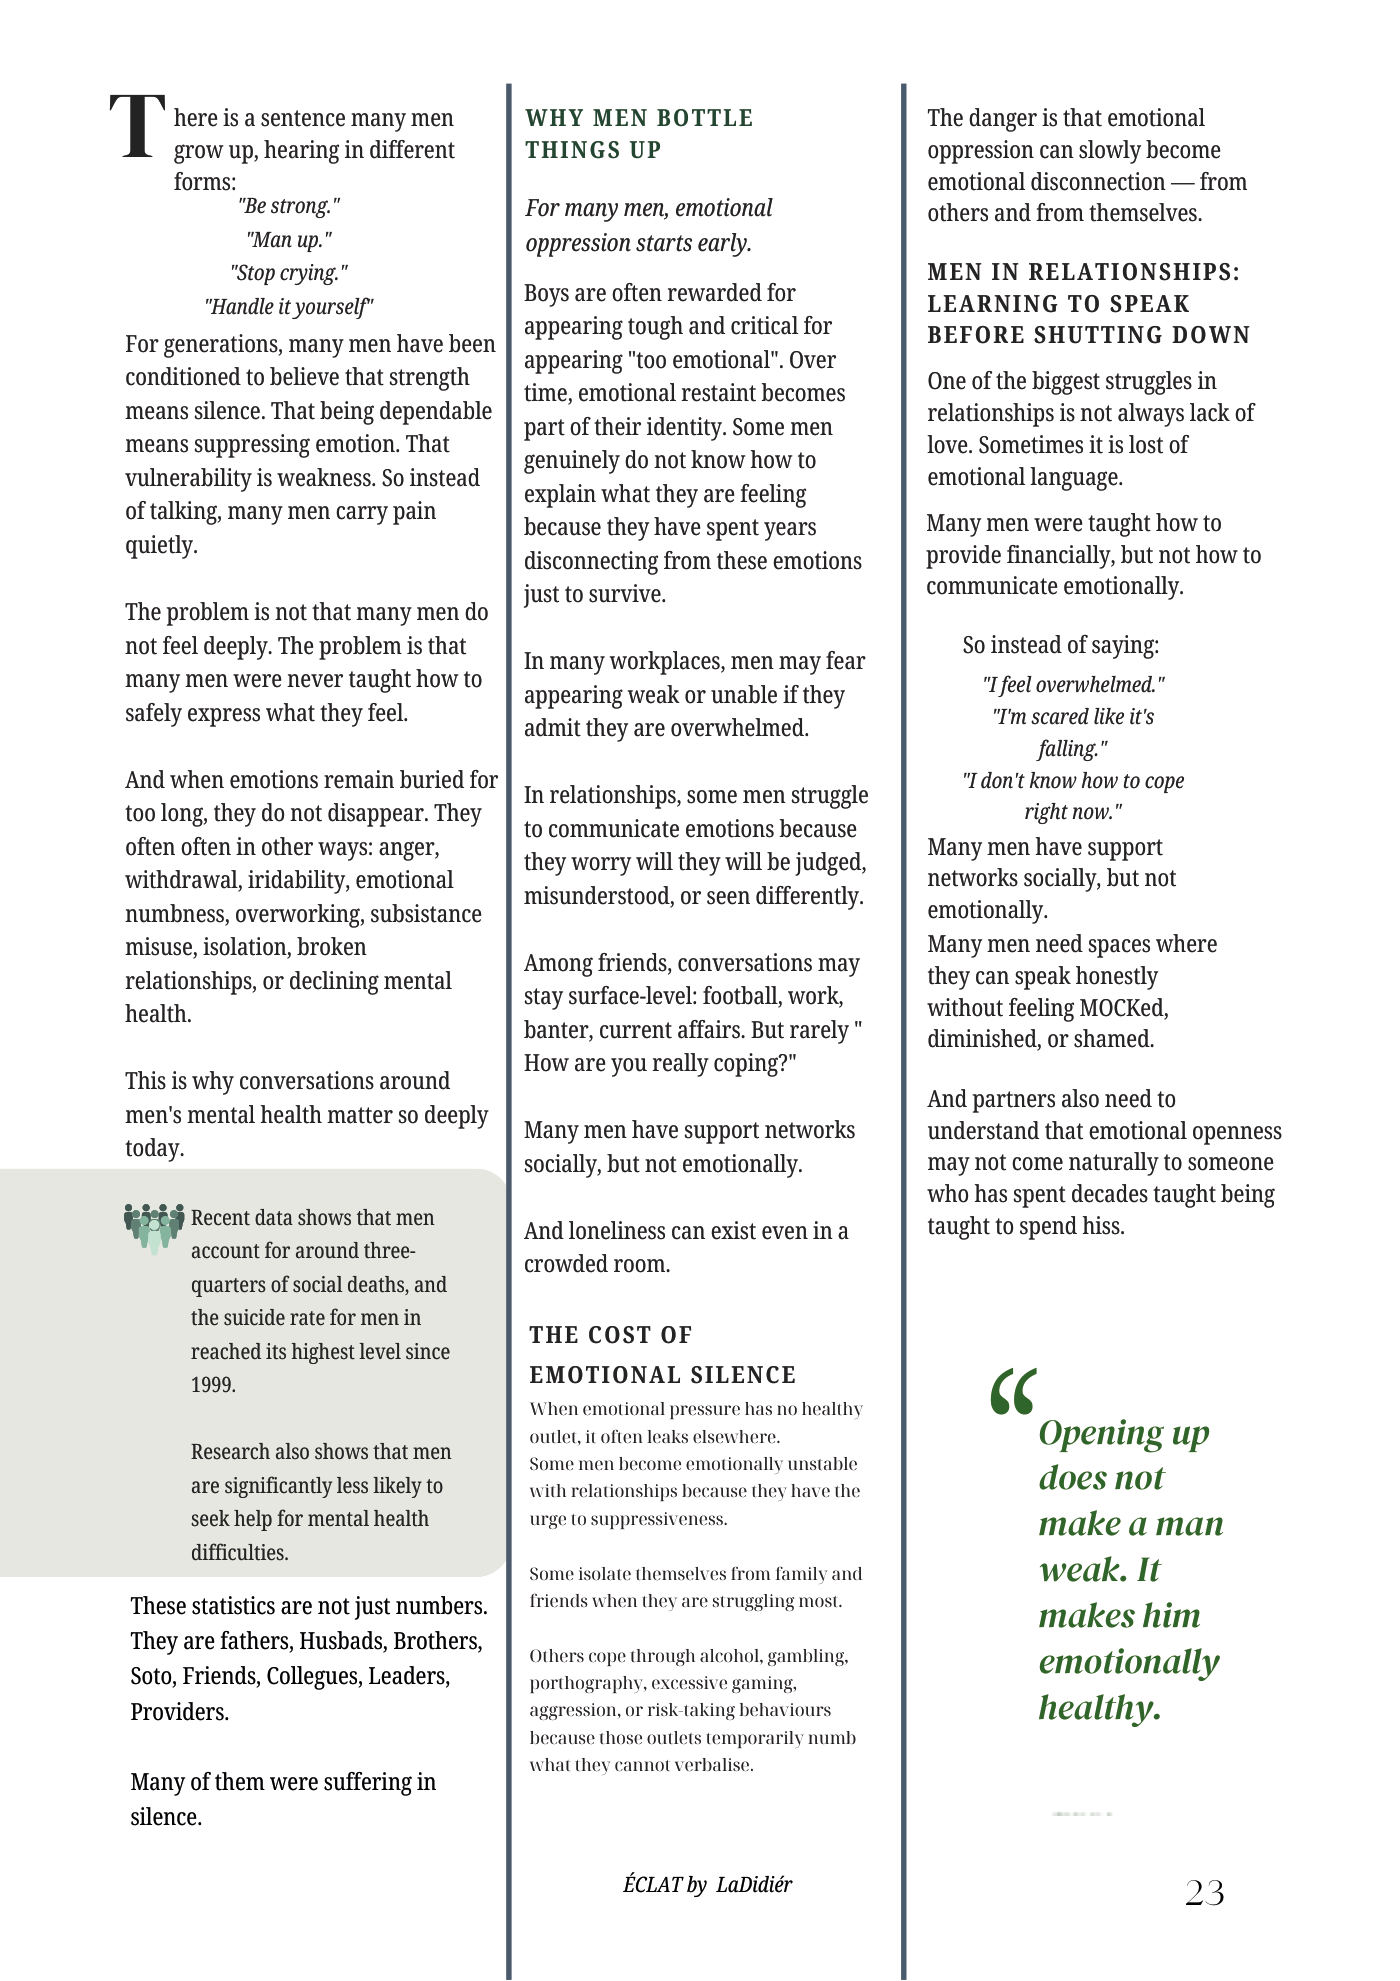 There is a sentence many men
grow up, hearing in different
forms:
"Be strong."
"Man up."
"Stop crying."
"Handle it yourself"
For generations, many men have been
conditioned to believe that strength
means silence. That being dependable
means suppressing emotion. That
vulnerability is weakness. So instead
of talking, many men carry pain
quietly.
The problem is not that many men do
not feel deeply. The problem is that
many men were never taught how to
safely express what they feel.
And when emotions remain buried for
too long, they do not disappear. They
often often in other ways: anger,
withdrawal, iridability, emotional
numbness, overworking, subsistance
misuse, isolation, broken
relationships, or declining mental
health.
This is why conversations around
men's mental health matter so deeply
today.
Recent data shows that men
account for around three-
quarters of social deaths, and
the suicide rate for men in
reached its highest level since
1999.
Research also shows that men
are significantly less likely to
seek help for mental health
difficulties.
These statistics are not just numbers.
They are fathers, Husbads, Brothers,
Soto, Friends, Collegues, Leaders,
Providers.
Many of them were suffering in
silence.
WHY MEN BOTTLE
THINGS UP
For many men, emotional
oppression starts early.
Boys are often rewarded for
appearing tough and critical for
appearing "too emotional". Over
time, emotional restaint becomes
part of their identity. Some men
genuinely do not know how to
explain what they are feeling
because they have spent years
disconnecting from these emotions
just to survive.
In many workplaces, men may fear
appearing weak or unable if they
admit they are overwhelmed.
In relationships, some men struggle
to communicate emotions because
they worry will they will be judged,
misunderstood, or seen differently.
Among friends, conversations may
stay surface-level: football, work,
banter, current affairs. But rarely "
How are you really coping?"
Many men have support networks
socially, but not emotionally.
And loneliness can exist even in a
crowded room.
THE COST OF
EMOTIONAL SILENCE
When emotional pressure has no healthy
outlet, it often leaks elsewhere.
Some men become emotionally unstable
with relationships because they have the
urge to suppressiveness.
Some isolate themselves from family and
friends when they are struggling most.
Others cope through alcohol, gambling,
porthography, excessive gaming,
aggression, or risk-taking behaviours
because those outlets temporarily numb
what they cannot verbalise.
The danger is that emotional
oppression can slowly become
emotional disconnection — from
others and from themselves.
MEN IN RELATIONSHIPS:
LEARNING TO SPEAK
BEFORE SHUTTING DOWN
One of the biggest struggles in
relationships is not always lack of
love. Sometimes it is lost of
emotional language.
Many men were taught how to
provide financially, but not how to
communicate emotionally.
So instead of saying:
"I feel overwhelmed."
"I'm scared like it's
falling."
"I don't know how to cope
right now."
Many men have support
networks socially, but not
emotionally.
Many men need spaces where
they can speak honestly
without feeling MOCKed,
diminished, or shamed.
And partners also need to
understand that emotional openness
may not come naturally to someone
who has spent decades taught being
taught to spend hiss.
“Opening up
does not
make a man
weak. It
makes him
emotionally
healthy.
ÉCLAT by LaDidiér
23